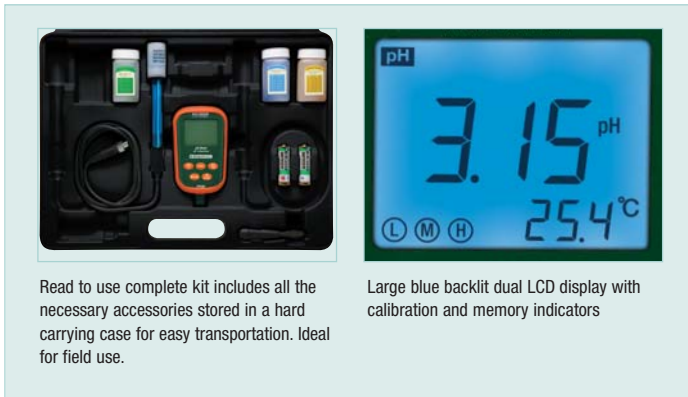 pH
3.15 pH
25.4°C
L M H
Read to use complete kit includes all the
necessary accessories stored in a hard
carrying case for easy transportation. Ideal
for field use.
Large blue backlit dual LCD display with
calibration and memory indicators